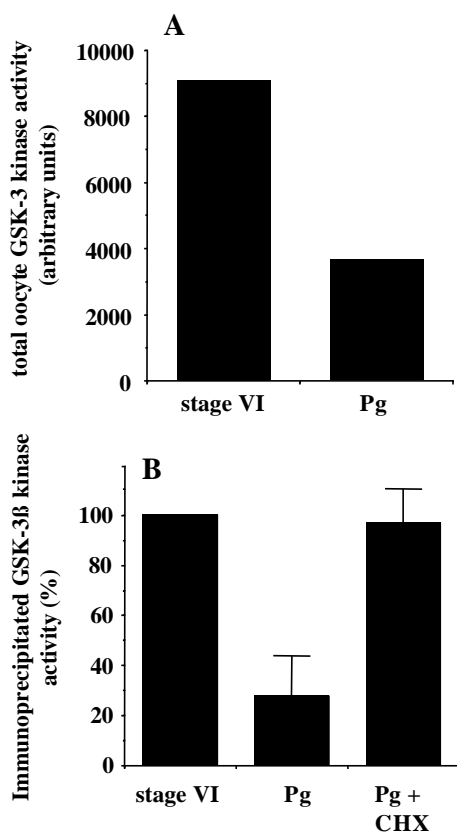 A
total oocyte GSK-3 kinase activity
(arbitrary units)
10000
8000
6000
4000
2000
0
stage VI
Pg
B
Immunoprecipitated GSK-3ß kinase
activity (%)
100
80
60
40
20
0
stage VI
Pg
Pg +
CHX